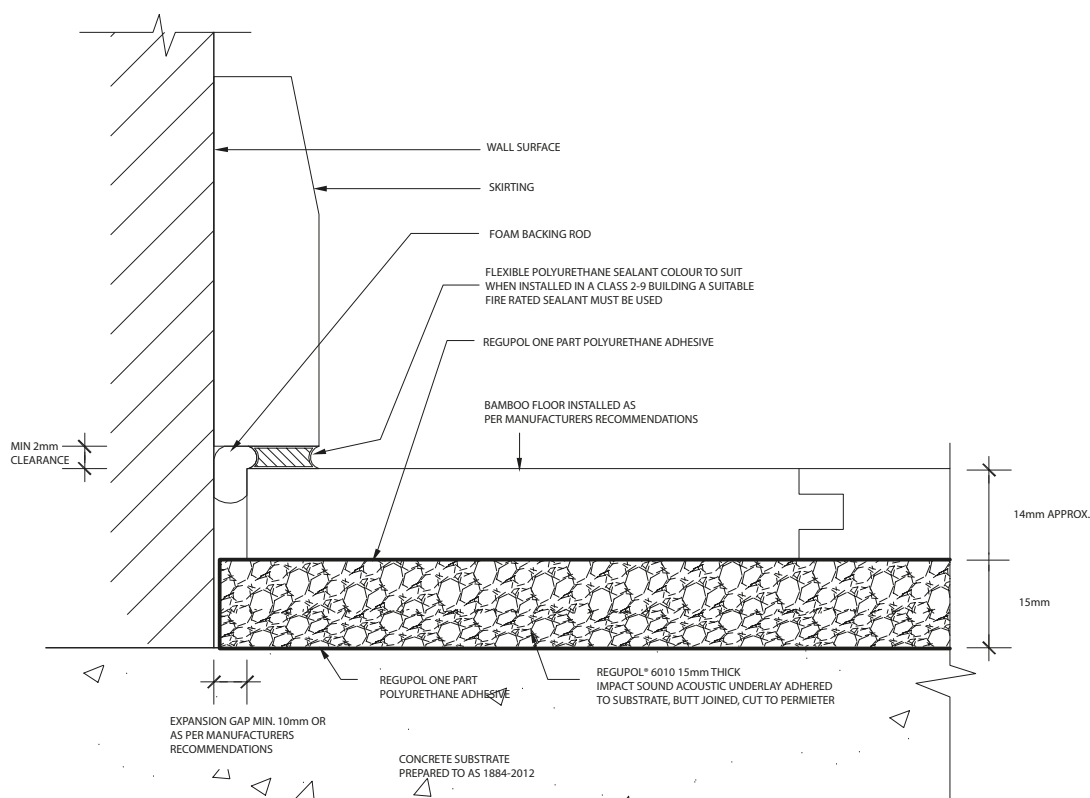 WALL SURFACE
SKIRTING
FOAM BACKING ROD
FLEXIBLE POLYURETHANE SEALANT COLOUR TO SUIT
WHEN INSTALLED IN A CLASS 2-9 BUILDING A SUITABLE
FIRE RATED SEALANT MUST BE USED
REGUPOL ONE PART POLYURETHANE ADHESIVE
BAMBOO FLOOR INSTALLED AS
PER MANUFACTURERS RECOMMENDATIONS
MIN 2mm
CLEARANCE
14mm APPROX.
15mm
REGUPOL ONE PART
POLYURETHANE ADHESIVE
REGUPOL® 6010 15mm THICK
IMPACT SOUND ACOUSTIC UNDERLAY ADHERED
TO SUBSTRATE, BUTT JOINED, CUT TO PERMIETER
EXPANSION GAP MIN. 10mm OR
AS PER MANUFACTURERS
RECOMMENDATIONS
CONCRETE SUBSTRATE
PREPARED TO AS 1884-2012